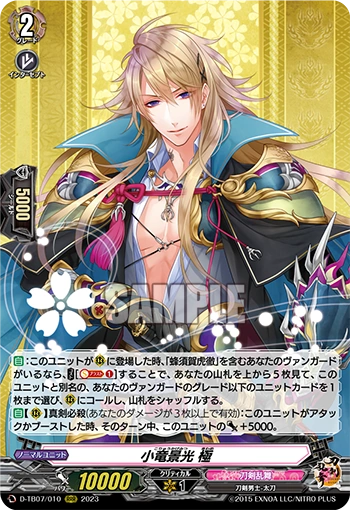 2
グレード
インターセプト
5000
シールド
SAMPLE
自:このユニットがRに登場した時、「蜂須賀虎徹」を含むあなたのヴァンガード
がいるなら、[CBブラスト1]することで、あなたの山札を上から5枚見て、この
ユニットと別名の、あなたのヴァンガードのグレード以下のユニットカードを1
枚まで選び、Rにコールし、山札をシャッフルする。
自【R】真剣必殺(あなたのダメージが3枚以上で有効):このユニットがアタッ
クかブーストした時、そのターン中、このユニットの+5000。
ノーマルユニット
小竜景光 極
刀剣乱舞
刀剣男士・太刀
パワー
10000
クリティカル
1
D-TB07/010 RRR 2023
©2015 EXNOA LLC/NITRO PLUS